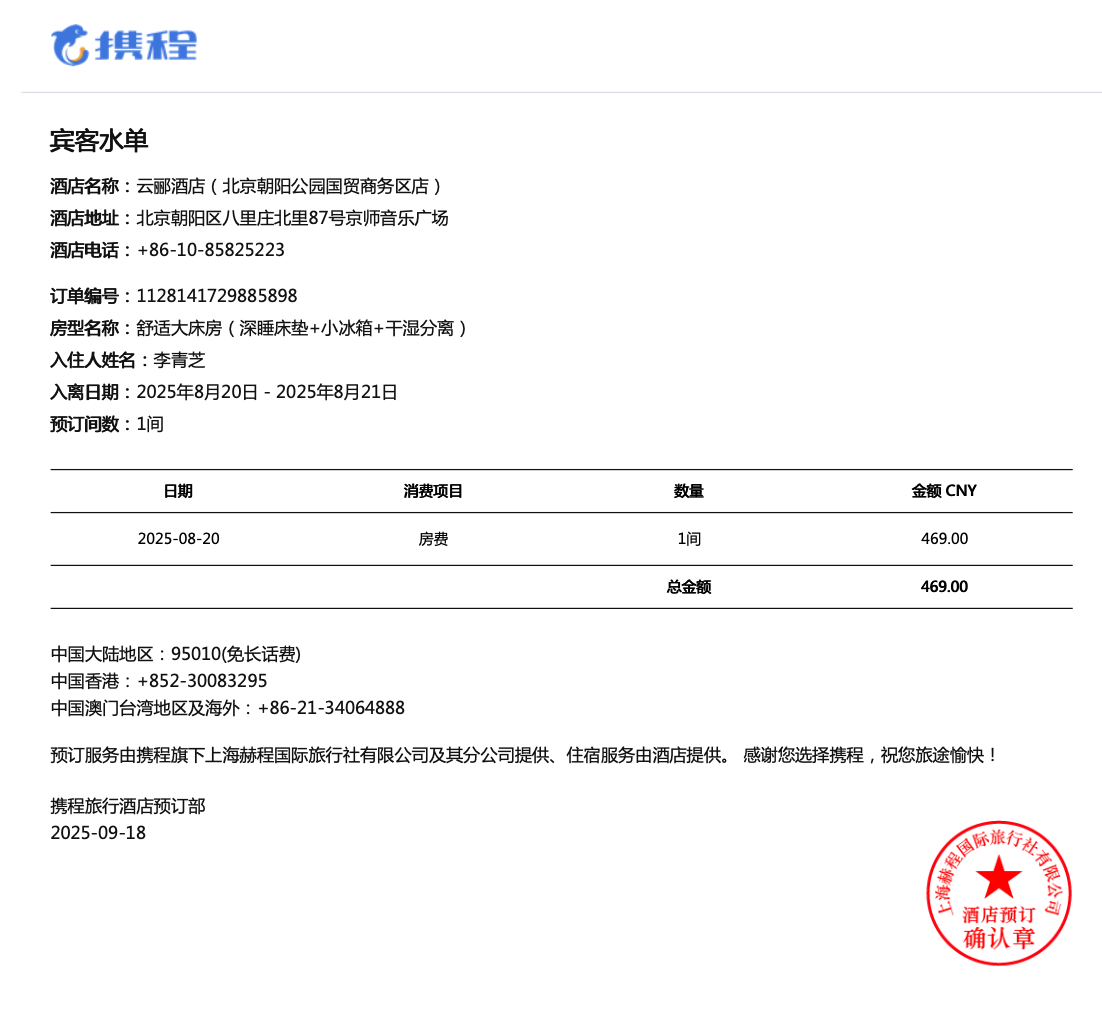 携程
宾客水单
酒店名称：云郦酒店（北京朝阳公园国贸商务区店）
酒店地址：北京朝阳区八里庄北里87号京师音乐广场
酒店电话：+86-10-85825223
订单编号：1128141729885898
房型名称：舒适大床房（深睡床垫+小冰箱+干湿分离）
入住人姓名：李青芝
入离日期：2025年8月20日 - 2025年8月21日
预订间数：1间
日期 消费项目 数量 金额 CNY
2025-08-20 房费 1间 469.00
总金额 469.00
中国大陆地区：95010(免长话费)
中国香港：+852-30083295
中国澳门台湾地区及海外：+86-21-34064888
预订服务由携程旗下上海赫程国际旅行社有限公司及其分公司提供、住宿服务由酒店提供。 感谢您选择携程，祝您旅途愉快！
携程旅行酒店预订部
2025-09-18
上海赫程国际旅行社有限公司
酒店预订
确认章